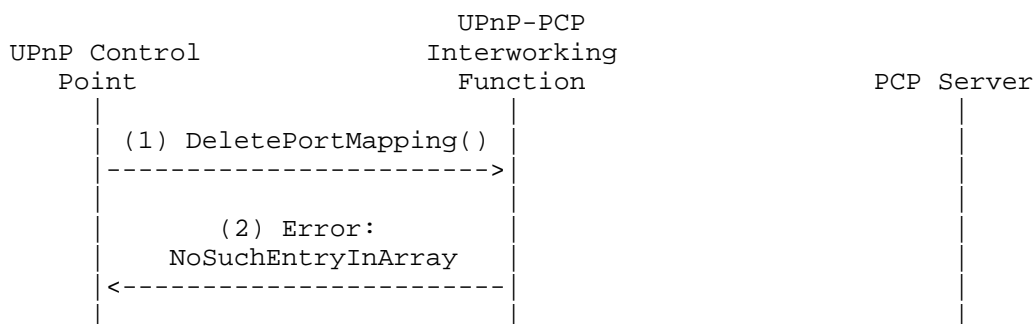 UPnP-PCP
UPnP Control Interworking
Point Function PCP Server
(1) DeletePortMapping()
(2) Error:
NoSuchEntryInArray